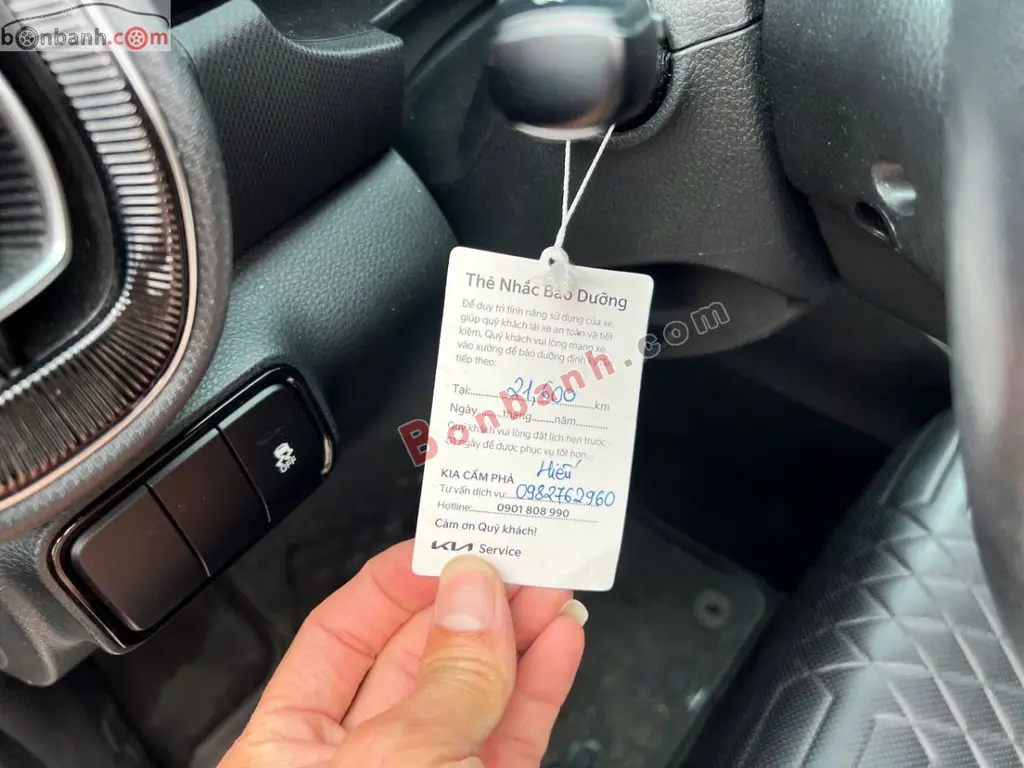 bonbanh.com
Thẻ Nhắc Bảo Dưỡng
Để duy trì tính năng sử dụng của xe,
giúp quý khách lái xe an toàn và tiết
kiệm, Quý khách vui lòng mang xe
vào xưởng để bảo dưỡng định
tiếp theo:
Tại:..........21,600..........km
Ngày.......tháng.........năm............
Quý khách vui lòng đặt lịch hẹn trước
ngày để được phục vụ tốt hơn.
KIA CẨM PHẢ Hiếu
Tư vấn dịch vụ: 0982762960
Hotline:.......0901 808 990
Cảm ơn Quý khách!
KIA Service
Bonbanh.com
OFF